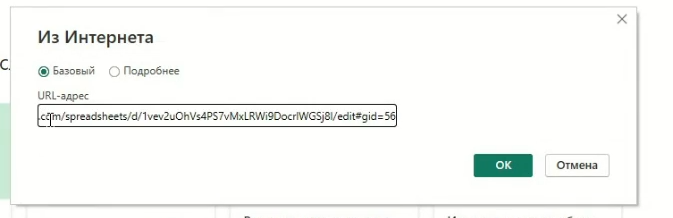 Из Интернета
Базовый Подробнее
URL-адрес
.com/spreadsheets/d/1vev2uOhVs4PS7vMxLRWi9DocrlWGSj8l/edit#gid=56
ОК Отмена